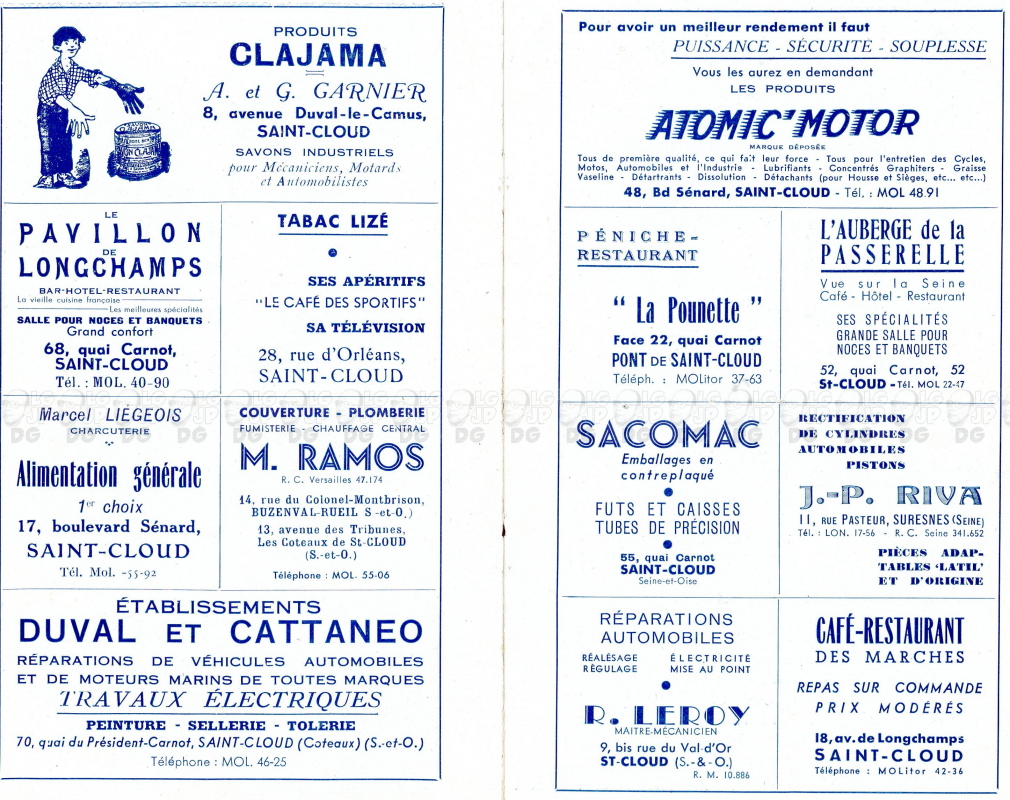 PRODUITS
CLAJAMA
A. et G. GARNIER
8, avenue Duval-le-Camus,
SAINT-CLOUD
SAVONS INDUSTRIELS
pour Mécaniciens, Motards
et Automobilistes
LE
PAVILLON
DE
LONGCHAMPS
BAR-HOTEL-RESTAURANT
La vieille cuisine française
Les meilleures spécialités
SALLE POUR NOCES ET BANQUETS
Grand confort
68, quai Carnot,
SAINT-CLOUD
Tél. : MOL. 40-90
TABAC LIZÉ
SES APÉRITIFS
"LE CAFÉ DES SPORTIFS"
SA TÉLÉVISION
28, rue d'Orléans,
SAINT-CLOUD
Marcel LIÉGEOIS
CHARCUTERIE
Alimentation générale
1er choix
17, boulevard Sénard,
SAINT-CLOUD
Tél. Mol. -55-92
COUVERTURE - PLOMBERIE
FUMISTERIE - CHAUFFAGE CENTRAL
M. RAMOS
R. C. Versailles 47.174
14, rue du Colonel-Montbrison,
BUZENVAL-RUEIL S -et-O.)
13, avenue des Tribunes,
Les Coteaux de St-CLOUD
(S.-et-O.)
Téléphone : MOL. 55-06
ÉTABLISSEMENTS
DUVAL ET CATTANEO
RÉPARATIONS DE VÉHICULES AUTOMOBILES
ET DE MOTEURS MARINS DE TOUTES MARQUES
TRAVAUX ÉLECTRIQUES
PEINTURE - SELLERIE - TOLERIE
70, quai du Président-Carnot, SAINT-CLOUD (Coteaux) (S.-et-O.)
Téléphone : MOL. 46-25
Pour avoir un meilleur rendement il faut
PUISSANCE - SÉCURITE - SOUPLESSE
Vous les aurez en demandant
LES PRODUITS
ATOMIC'MOTOR
MARQUE DÉPOSÉE
Tous de première qualité, ce qui fait leur force - Tous pour l'entretien des Cycles,
Motos, Automobiles et l'Industrie - Lubrifiants - Concentrés Graphiters - Graisse
Vaseline - Détartrants - Dissolution - Détachants (pour Housse et Sièges, etc... etc...)
48, Bd Sénard, SAINT-CLOUD - Tél. : MOL 48.91
PÉNICHE-
RESTAURANT
" La Pounette "
Face 22, quai Carnot
PONT DE SAINT-CLOUD
Téléph. : MOLitor 37-63
L'AUBERGE de la
PASSERELLE
Vue sur la Seine
Café - Hôtel - Restaurant
SES SPÉCIALITÉS
GRANDE SALLE POUR
NOCES ET BANQUETS
52, quai Carnot, 52
St-CLOUD - Tél. MOL 22-47
SACOMAC
Emballages en
contreplaqué
FUTS ET CAISSES
TUBES DE PRÉCISION
55, quai Carnot
SAINT-CLOUD
Seine-et-Oise
RECTIFICATION
DE CYLINDRES
AUTOMOBILES
PISTONS
J.-P. RIVA
11, RUE PASTEUR, SURESNES (SEINE)
Tél. : LON. 17-56 - R. C. Seine 341.652
PIÈCES ADAP-
TABLES 'LATIL'
ET D'ORIGINE
RÉPARATIONS
AUTOMOBILES
RÉALÉSAGE ÉLECTRICITÉ
RÉGULAGE MISE AU POINT
R. LEROY
MAITRE-MÉCANICIEN
9, bis rue du Val-d'Or
ST-CLOUD (S.-&-O.)
R. M. 10.886
CAFÉ-RESTAURANT
DES MARCHES
REPAS SUR COMMANDE
PRIX MODÉRÉS
18, av. de Longchamps
SAINT-CLOUD
Téléphone : MOLitor 42-36